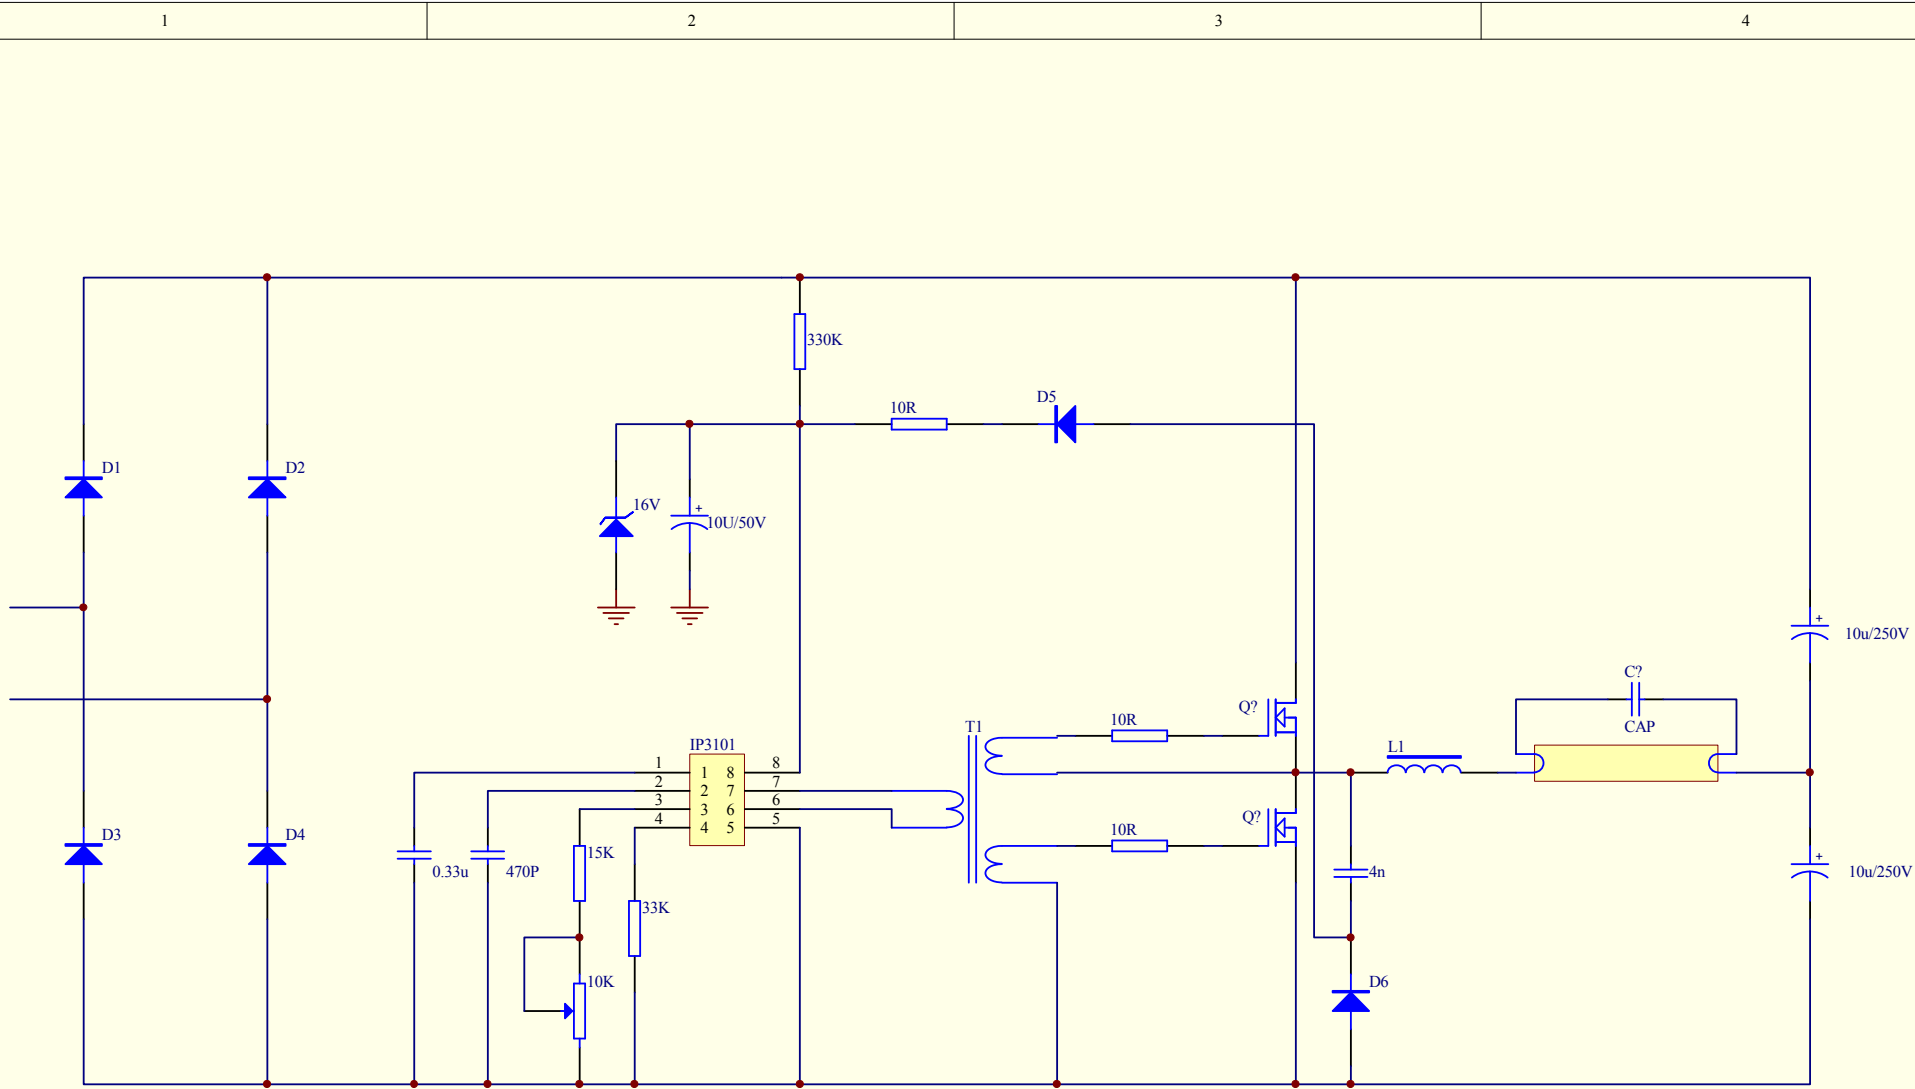 1 2 3 4
330K
D5
10R
D1
D2
16V
+
10U/50V
+
10u/250V
C?
CAP
Q?
10R
T1
IP3101
L1
1 1 8 8
2 2 7 7
3 3 6 6
4 4 5 5
Q?
10R
D3
D4
0.33u
470P
15K
4n
+
10u/250V
33K
10K
D6